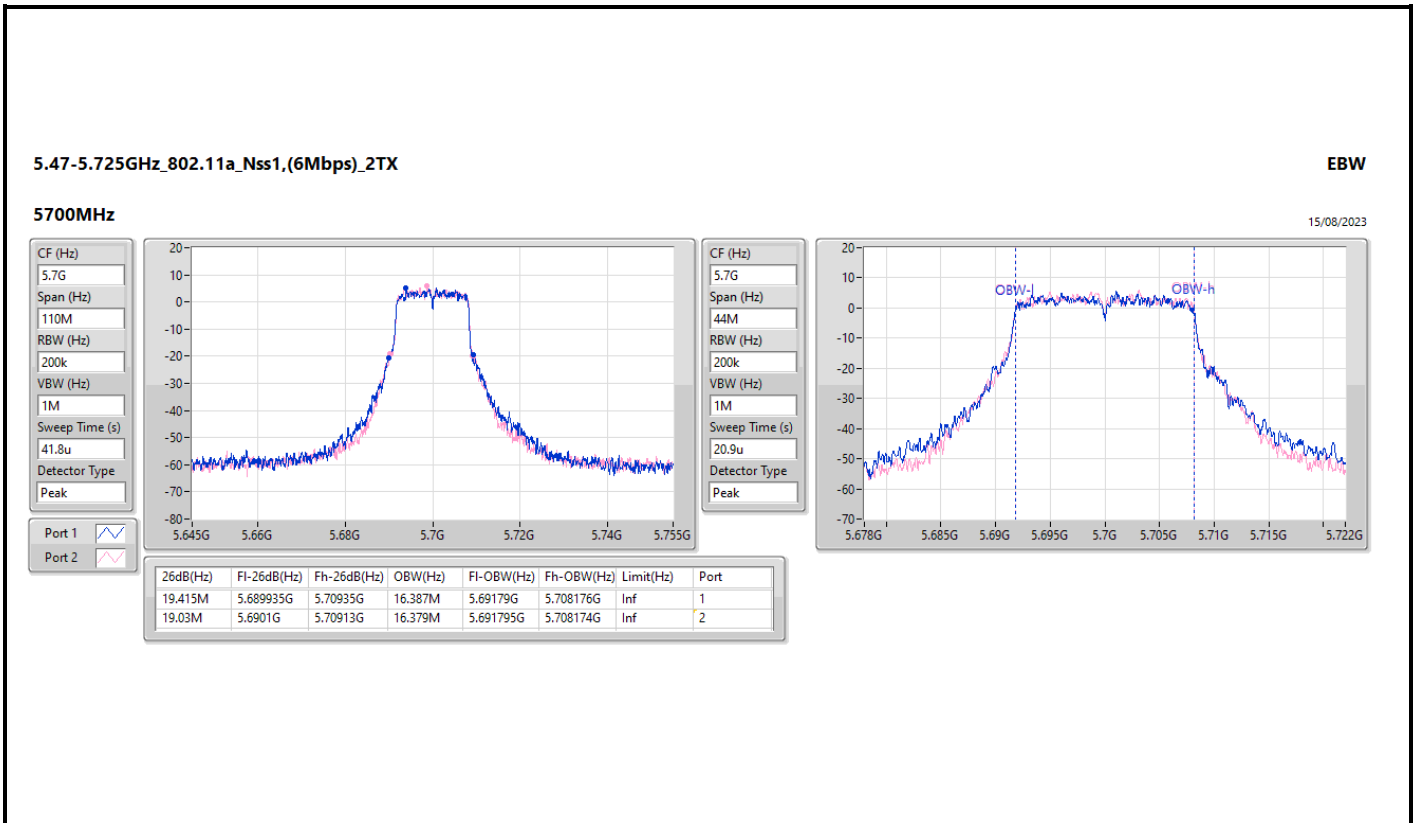 5.47-5.725GHz_802.11a_Nss1,(6Mbps)_2TX EBW
5700MHz 15/08/2023
CF (Hz)
5.7G
Span (Hz)
110M
RBW (Hz)
200k
VBW (Hz)
1M
Sweep Time (s)
41.8u
Detector Type
Peak
Port 1
Port 2
20
10
0
-10
-20
-30
-40
-50
-60
-70
-80
5.645G 5.66G 5.68G 5.7G 5.72G 5.74G 5.755G
CF (Hz)
5.7G
Span (Hz)
44M
RBW (Hz)
200k
VBW (Hz)
1M
Sweep Time (s)
20.9u
Detector Type
Peak
20
10
0
-10
-20
-30
-40
-50
-60
-70
OBW-l OBW-h
5.678G 5.685G 5.69G 5.695G 5.7G 5.705G 5.71G 5.715G 5.722G
26dB(Hz) Fl-26dB(Hz) Fh-26dB(Hz) OBW(Hz) Fl-OBW(Hz) Fh-OBW(Hz) Limit(Hz) Port
19.415M 5.689935G 5.70935G 16.387M 5.69179G 5.708176G Inf 1
19.03M 5.6901G 5.70913G 16.379M 5.691795G 5.708174G Inf 2